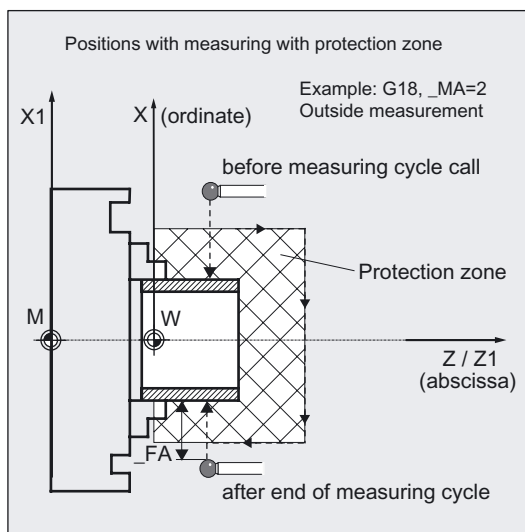 Positions with measuring with protection zone
Example: G18, _MA=2
Outside measurement
X1
X
(ordinate)
before measuring cycle call
Protection zone
M
W
Z / Z1
(abscissa)
_FA
after end of measuring cycle